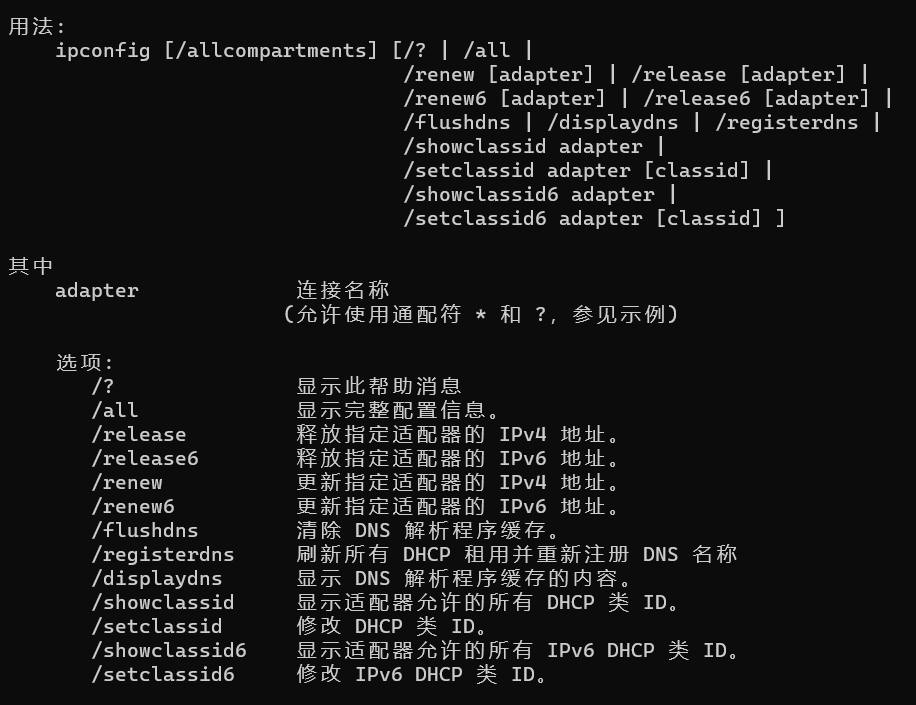 用法:
ipconfig [/allcompartments] [/? | /all |
/renew [adapter] | /release [adapter] |
/renew6 [adapter] | /release6 [adapter] |
/flushdns | /displaydns | /registerdns |
/showclassid adapter |
/setclassid adapter [classid] |
/showclassid6 adapter |
/setclassid6 adapter [classid] ]
其中
adapter 连接名称
(允许使用通配符 * 和 ?, 参见示例)
选项:
/? 显示此帮助消息
/all 显示完整配置信息。
/release 释放指定适配器的 IPv4 地址。
/release6 释放指定适配器的 IPv6 地址。
/renew 更新指定适配器的 IPv4 地址。
/renew6 更新指定适配器的 IPv6 地址。
/flushdns 清除 DNS 解析程序缓存。
/registerdns 刷新所有 DHCP 租用并重新注册 DNS 名称
/displaydns 显示 DNS 解析程序缓存的内容。
/showclassid 显示适配器允许的所有 DHCP 类 ID。
/setclassid 修改 DHCP 类 ID。
/showclassid6 显示适配器允许的所有 IPv6 DHCP 类 ID。
/setclassid6 修改 IPv6 DHCP 类 ID。